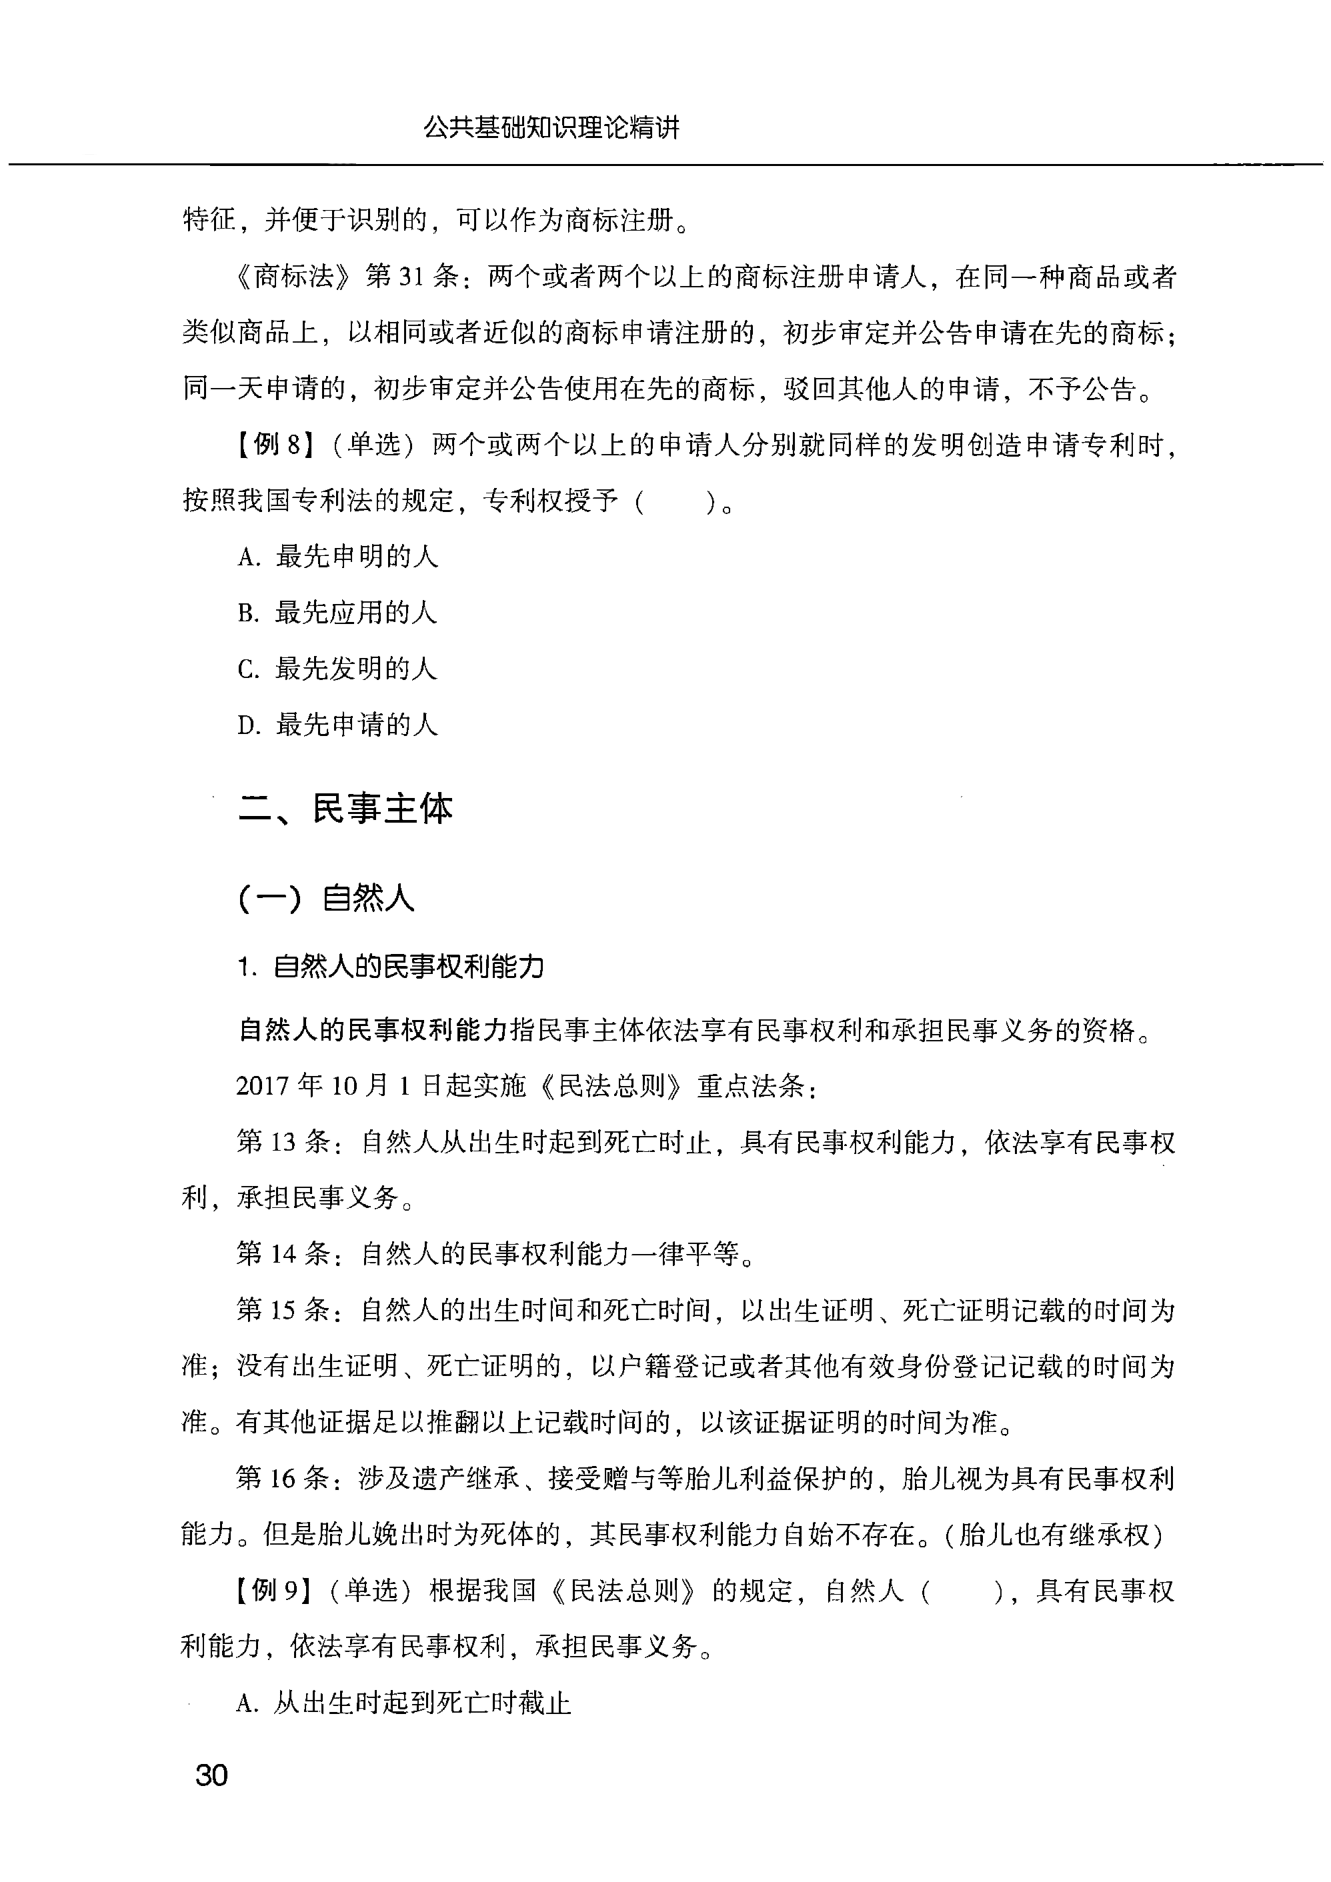 公共基础知识理论精讲
特征，并便于识别的，可以作为商标注册。
《商标法》第 31 条：两个或者两个以上的商标注册申请人，在同一种商品或者
类似商品上，以相同或者近似的商标申请注册的，初步审定并公告申请在先的商标；
同一天申请的，初步审定并公告使用在先的商标，驳回其他人的申请，不予公告。
【例 8】（单选）两个或两个以上的申请人分别就同样的发明创造申请专利时，
按照我国专利法的规定，专利权授予（　　）。
A. 最先申明的人
B. 最先应用的人
C. 最先发明的人
D. 最先申请的人
二、民事主体
（一）自然人
1. 自然人的民事权利能力
自然人的民事权利能力指民事主体依法享有民事权利和承担民事义务的资格。
2017 年 10 月 1 日起实施《民法总则》重点法条：
第 13 条：自然人从出生时起到死亡时止，具有民事权利能力，依法享有民事权
利，承担民事义务。
第 14 条：自然人的民事权利能力一律平等。
第 15 条：自然人的出生时间和死亡时间，以出生证明、死亡证明记载的时间为
准；没有出生证明、死亡证明的，以户籍登记或者其他有效身份登记记载的时间为
准。有其他证据足以推翻以上记载时间的，以该证据证明的时间为准。
第 16 条：涉及遗产继承、接受赠与等胎儿利益保护的，胎儿视为具有民事权利
能力。但是胎儿娩出时为死体的，其民事权利能力自始不存在。（胎儿也有继承权）
【例 9】（单选）根据我国《民法总则》的规定，自然人（　　），具有民事权
利能力，依法享有民事权利，承担民事义务。
A. 从出生时起到死亡时截止
30